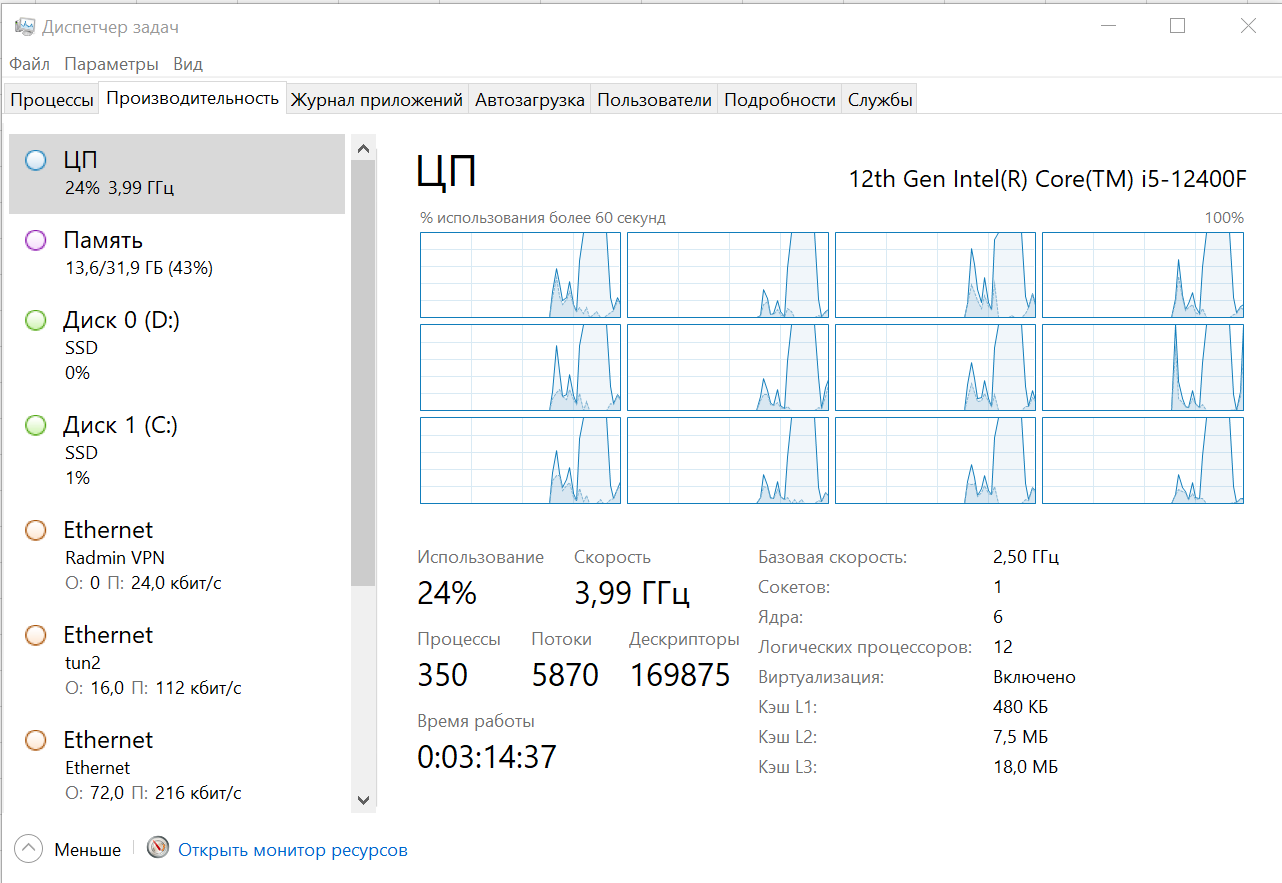 Диспетчер задач
Файл Параметры Вид
Процессы Производительность Журнал приложений Автозагрузка Пользователи Подробности Службы
ЦП
24% 3,99 ГГц
Память
13,6/31,9 ГБ (43%)
Диск 0 (D:)
SSD
0%
Диск 1 (C:)
SSD
1%
Ethernet
Radmin VPN
О: 0 П: 24,0 кбит/с
Ethernet
tun2
О: 16,0 П: 112 кбит/с
Ethernet
Ethernet
О: 72,0 П: 216 кбит/с
ЦП
12th Gen Intel(R) Core(TM) i5-12400F
% использования более 60 секунд 100%
Использование Скорость
24% 3,99 ГГц
Процессы Потоки Дескрипторы
350 5870 169875
Время работы
0:03:14:37
Базовая скорость: 2,50 ГГц
Сокетов: 1
Ядра: 6
Логических процессоров: 12
Виртуализация: Включено
Кэш L1: 480 КБ
Кэш L2: 7,5 МБ
Кэш L3: 18,0 МБ
Меньше Открыть монитор ресурсов